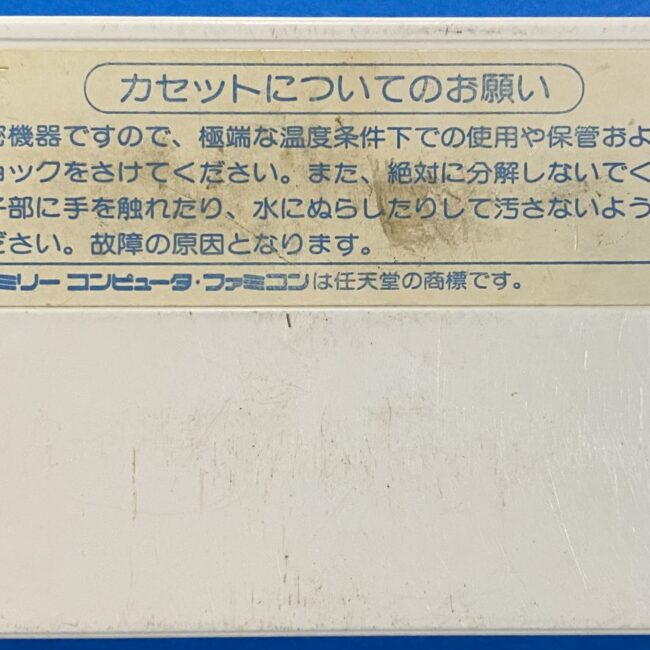 カセットについてのお願い
密機器ですので、極端な温度条件下での使用や保管およ
ョックをさけてください。また、絶対に分解しないでく
子部に手を触れたり、水にぬらしたりして汚さないよう
ださい。故障の原因となります。
ミリー コンピュータ・ファミコンは任天堂の商標です。